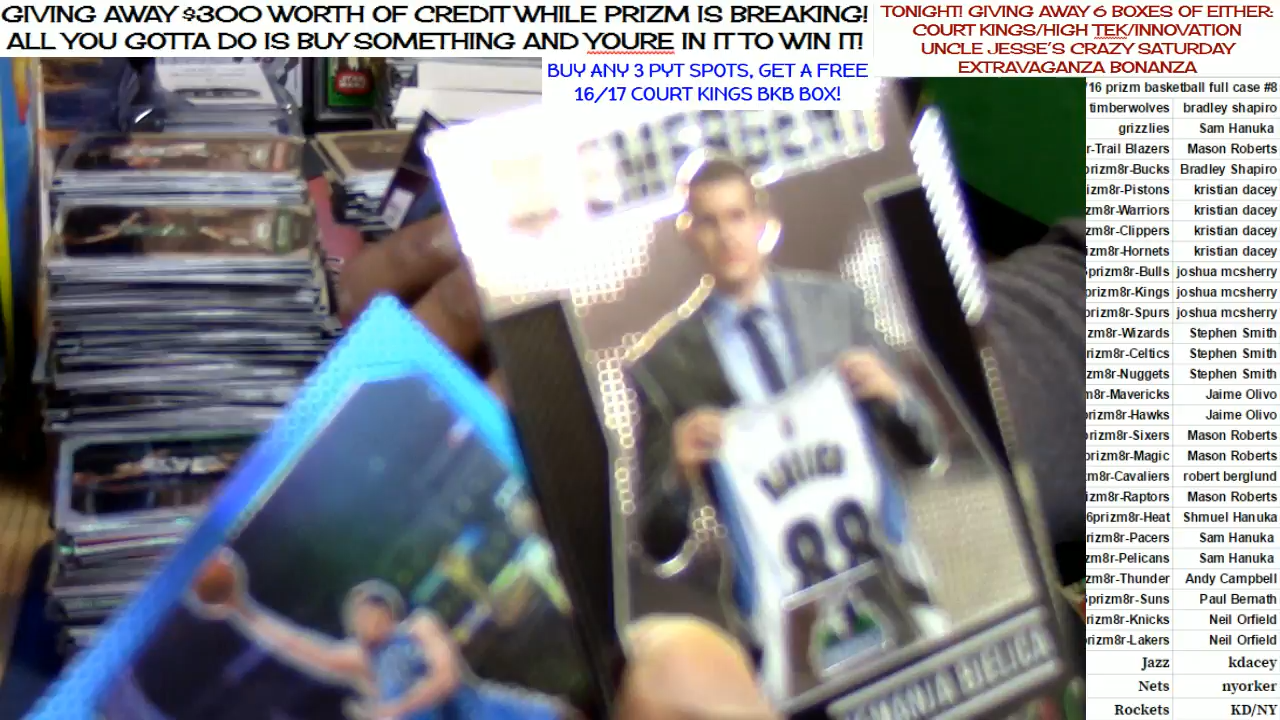 GIVING AWAY $300 WORTH OF CREDIT WHILE PRIZM IS BREAKING!
ALL YOU GOTTA DO IS BUY SOMETHING AND YOURE IN IT TO WIN IT!
TONIGHT! GIVING AWAY 6 BOXES OF EITHER:
COURT KINGS/HIGH TEK/INNOVATION
UNCLE JESSE'S CRAZY SATURDAY
EXTRAVAGANZA BONANZA
BUY ANY 3 PYT SPOTS, GET A FREE
16/17 COURT KINGS BKB BOX!
16 prizm basketball full case #8
timberwolves bradley shapiro
grizzlies Sam Hanuka
r-Trail Blazers Mason Roberts
prizm8r-Bucks Bradley Shapiro
izm8r-Pistons kristian dacey
zm8r-Warriors kristian dacey
zm8r-Clippers kristian dacey
zm8r-Hornets kristian dacey
prizm8r-Bulls joshua mcsherry
prizm8r-Kings joshua mcsherry
prizm8r-Spurs joshua mcsherry
zm8r-Wizards Stephen Smith
rizm8r-Celtics Stephen Smith
zm8r-Nuggets Stephen Smith
m8r-Mavericks Jaime Olivo
prizm8r-Hawks Jaime Olivo
rizm8r-Sixers Mason Roberts
prizm8r-Magic Mason Roberts
zm8r-Cavaliers robert berglund
izm8r-Raptors Mason Roberts
6prizm8r-Heat Shmuel Hanuka
rizm8r-Pacers Sam Hanuka
zm8r-Pelicans Sam Hanuka
zm8r-Thunder Andy Campbell
prizm8r-Suns Paul Bernath
rizm8r-Knicks Neil Orfield
rizm8r-Lakers Neil Orfield
Jazz kdacey
Nets nyorker
Rockets KD/NY
EMERGENT
88
BJELICA